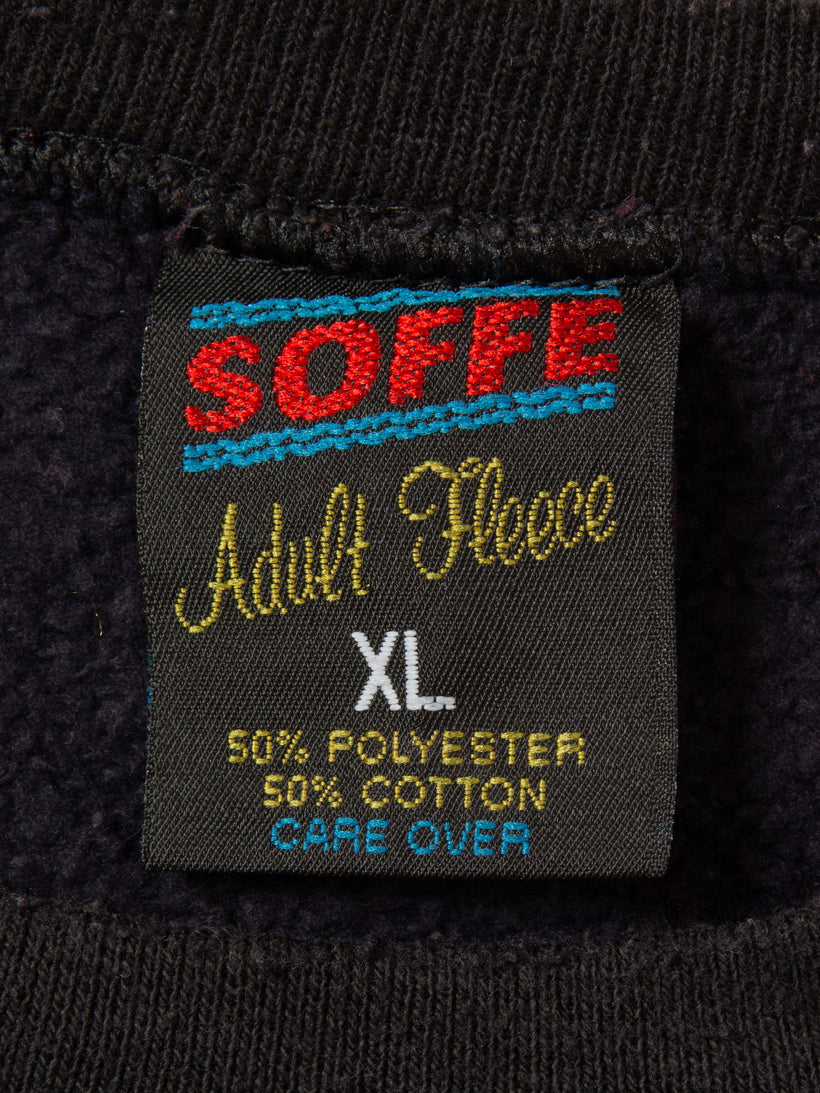 SOFFE
Adult Fleece
XL
50% POLYESTER
50% COTTON
CARE OVER